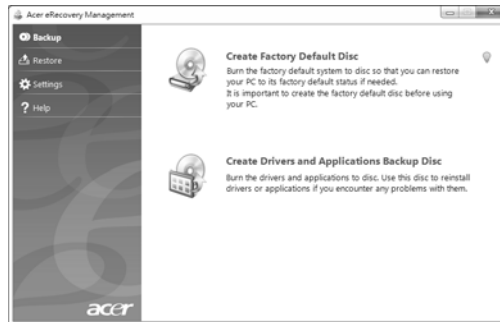 Acer eRecovery Management
Backup
Restore
Settings
? Help
Create Factory Default Disc
Burn the factory default system to disc so that you can restore
your PC to its factory default status if needed.
It is important to create the factory default disc before using
your PC.
Create Drivers and Applications Backup Disc
Burn the drivers and applications to disc. Use this disc to reinstall
drivers or applications if you encounter any problems with them.
acer